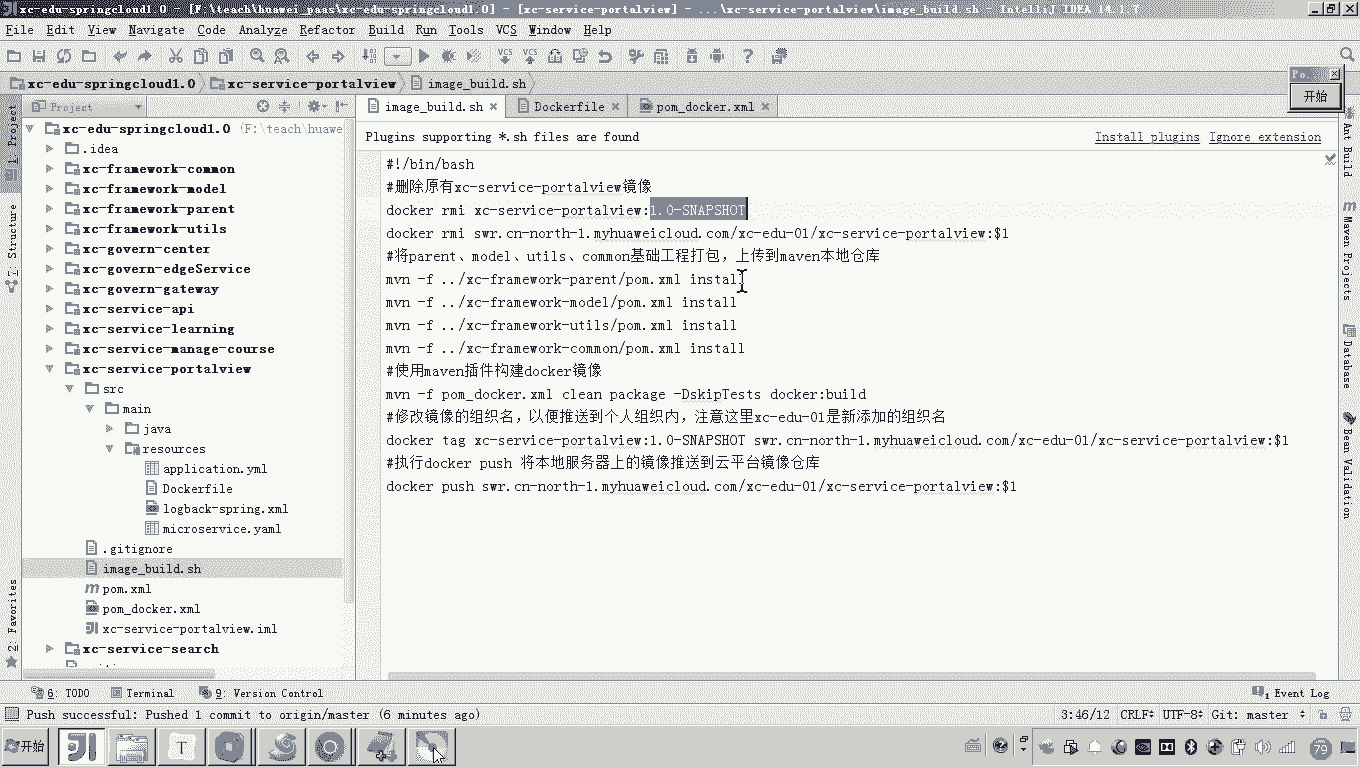 xc-edu-springcloud1.0 - [F:\teach\huawei_paas\xc-edu-springcloud1.0] - [xc-service-portalview] - ...\xc-service-portalview\image_build.sh - IntelliJ IDEA 14.1.7
File Edit View Navigate Code Analyze Refactor Build Run Tools VCS Window Help
xc-edu-springcloud1.0 xc-service-portalview image_build.sh
开始
Project
image_build.sh Dockerfile pom_docker.xml
Plugins supporting *.sh files are found Install plugins Ignore extension
1: Project
7: Structure
2: Favorites
xc-edu-springcloud1.0 (F:\teach\huawe
.idea
xc-framework-common
xc-framework-model
xc-framework-parent
xc-framework-utils
xc-govern-center
xc-govern-edgeService
xc-govern-gateway
xc-service-api
xc-service-learning
xc-service-manage-course
xc-service-portalview
src
main
java
resources
application.yml
Dockerfile
logback-spring.xml
microservice.yaml
.gitignore
image_build.sh
pom.xml
pom_docker.xml
xc-service-portalview.iml
xc-service-search
#!/bin/bash
#删除原有xc-service-portalview镜像
docker rmi xc-service-portalview:1.0-SNAPSHOT
docker rmi swr.cn-north-1.myhuaweicloud.com/xc-edu-01/xc-service-portalview:$1
#将parent、model、utils、common基础工程打包，上传到maven本地仓库
mvn -f ../xc-framework-parent/pom.xml install
mvn -f ../xc-framework-model/pom.xml install
mvn -f ../xc-framework-utils/pom.xml install
mvn -f ../xc-framework-common/pom.xml install
#使用maven插件构建docker镜像
mvn -f pom_docker.xml clean package -DskipTests docker:build
#修改镜像的组织名，以便推送到个人组织内，注意这里xc-edu-01是新添加的组织名
docker tag xc-service-portalview:1.0-SNAPSHOT swr.cn-north-1.myhuaweicloud.com/xc-edu-01/xc-service-portalview:$1
#执行docker push 将本地服务器上的镜像推送到云平台镜像仓库
docker push swr.cn-north-1.myhuaweicloud.com/xc-edu-01/xc-service-portalview:$1
Ant Build
Maven Projects
Database
Bean Validation
6: TODO Terminal 9: Version Control 1 Event Log
Push successful: Pushed 1 commit to origin/master (6 minutes ago) 3:46/12 CRLF UTF-8 Git: master
开始 79